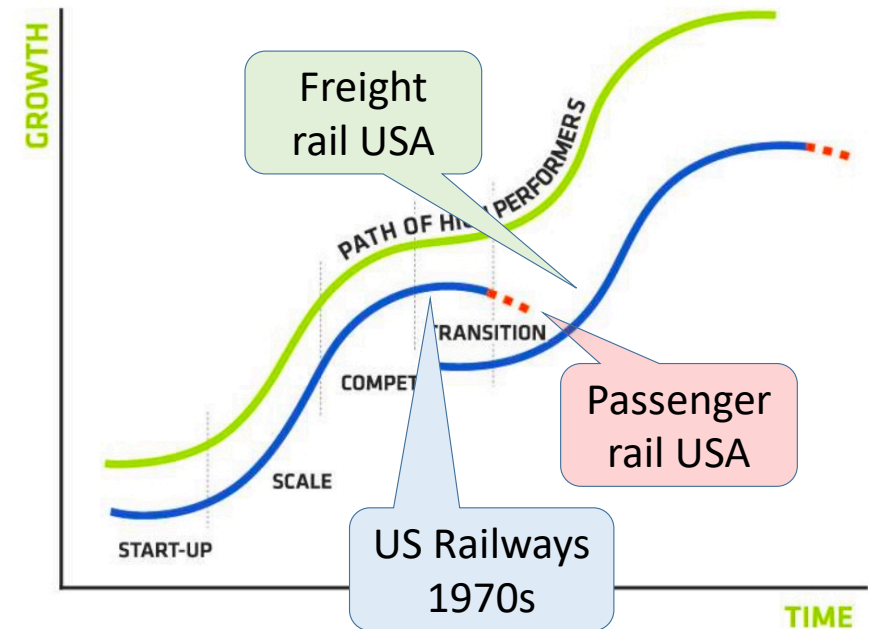 GROWTH
Freight
rail USA
PATH OF HIGH PERFORMERS
TRANSITION
COMPET
Passenger
rail USA
SCALE
US Railways
1970s
START-UP
TIME